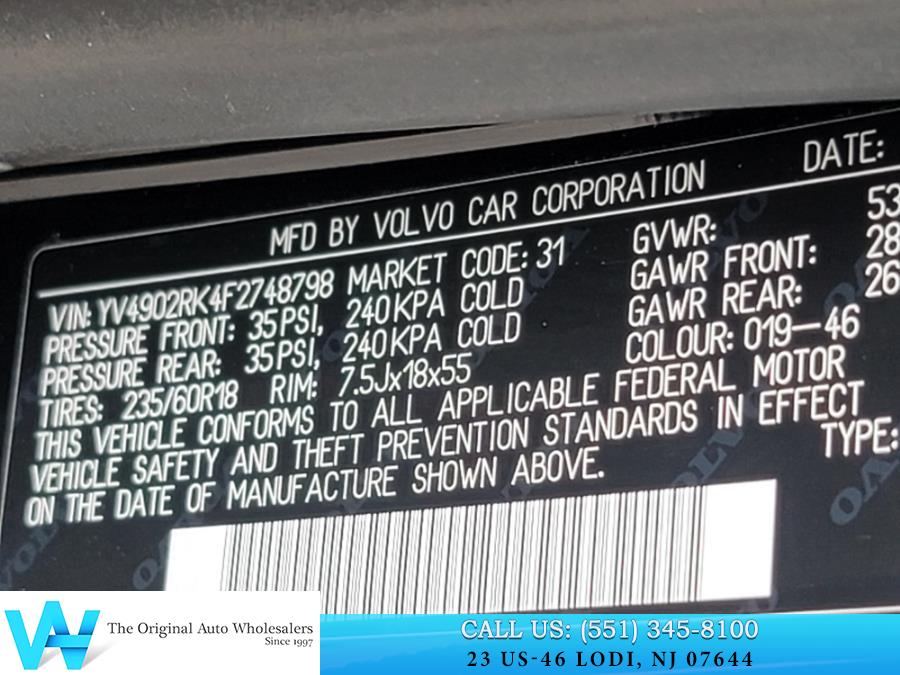 DATE:
MFD BY VOLVO CAR CORPORATION
VIN: YV4902RK4F2748798 MARKET CODE: 31
GVWR: 53
PRESSURE FRONT: 35PSI, 240KPA COLD
GAWR FRONT: 28
PRESSURE REAR: 35PSI, 240KPA COLD
GAWR REAR: 26
TIRES: 235/60R18 RIM: 7.5Jx18x55
COLOUR: 019-46
THIS VEHICLE CONFORMS TO ALL APPLICABLE FEDERAL MOTOR
VEHICLE SAFETY AND THEFT PREVENTION STANDARDS IN EFFECT
ON THE DATE OF MANUFACTURE SHOWN ABOVE.
TYPE:
VOLVO
The Original Auto Wholesalers
Since 1997
CALL US: (551) 345-8100
23 US-46 LODI, NJ 07644